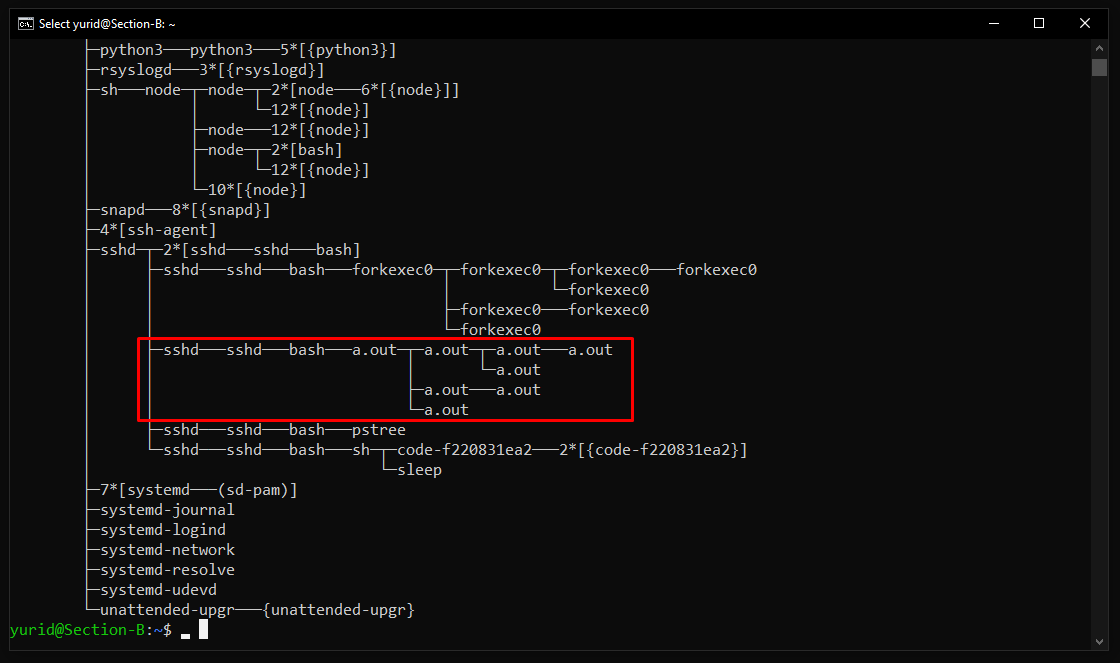 Select yurid@Section-B: ~
├─python3───python3───5*[{python3}]
├─rsyslogd───3*[{rsyslogd}]
├─sh───node─┬─node─┬─2*[node───6*[{node}]]
│           │      └─12*[{node}]
│           ├─node───12*[{node}]
│           ├─node─┬─2*[bash]
│           │      └─12*[{node}]
│           └─10*[{node}]
├─snapd───8*[{snapd}]
├─4*[ssh-agent]
├─sshd─┬─2*[sshd───sshd───bash]
│      ├─sshd───sshd───bash───forkexec0─┬─forkexec0─┬─forkexec0───forkexec0
│      │                                │           └─forkexec0
│      │                                ├─forkexec0───forkexec0
│      │                                └─forkexec0
│      ├─sshd───sshd───bash───a.out─┬─a.out─┬─a.out───a.out
│      │                            │       └─a.out
│      │                            ├─a.out───a.out
│      │                            └─a.out
│      ├─sshd───sshd───bash───pstree
│      └─sshd───sshd───bash───sh─┬─code-f220831ea2───2*[{code-f220831ea2}]
│                                └─sleep
├─7*[systemd───(sd-pam)]
├─systemd-journal
├─systemd-logind
├─systemd-network
├─systemd-resolve
├─systemd-udevd
└─unattended-upgr───{unattended-upgr}
yurid@Section-B:~$ _